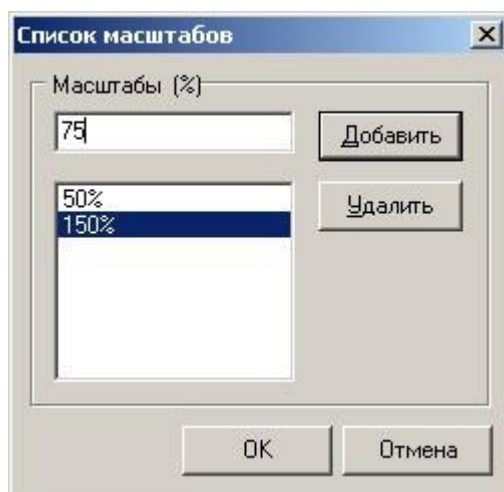 Список масштабов
Масштабы (%)
75
Добавить
50%
Удалить
150%
OK
Отмена